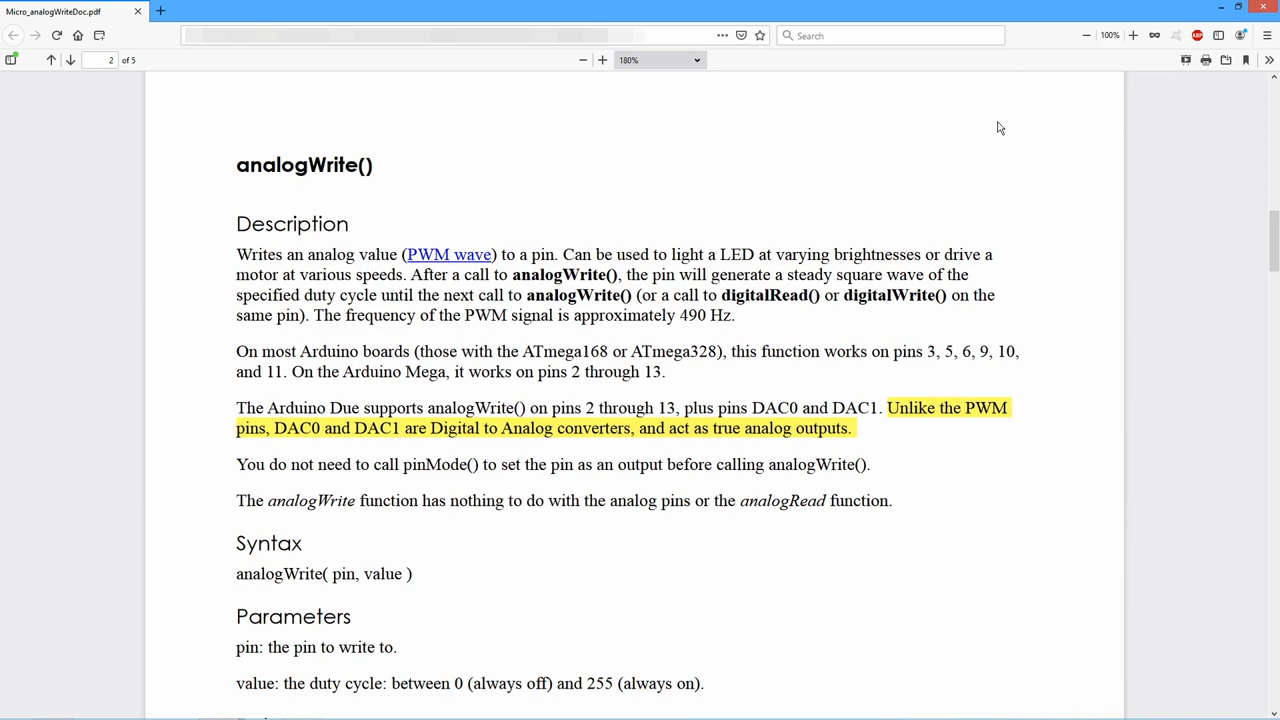 Micro_analogWriteDoc.pdf
Search
100%
2 of 5
180%
analogWrite()
Description
Writes an analog value (PWM wave) to a pin. Can be used to light a LED at varying brightnesses or drive a
motor at various speeds. After a call to analogWrite(), the pin will generate a steady square wave of the
specified duty cycle until the next call to analogWrite() (or a call to digitalRead() or digitalWrite() on the
same pin). The frequency of the PWM signal is approximately 490 Hz.
On most Arduino boards (those with the ATmega168 or ATmega328), this function works on pins 3, 5, 6, 9, 10,
and 11. On the Arduino Mega, it works on pins 2 through 13.
The Arduino Due supports analogWrite() on pins 2 through 13, plus pins DAC0 and DAC1. Unlike the PWM
pins, DAC0 and DAC1 are Digital to Analog converters, and act as true analog outputs.
You do not need to call pinMode() to set the pin as an output before calling analogWrite().
The analogWrite function has nothing to do with the analog pins or the analogRead function.
Syntax
analogWrite( pin, value )
Parameters
pin: the pin to write to.
value: the duty cycle: between 0 (always off) and 255 (always on).